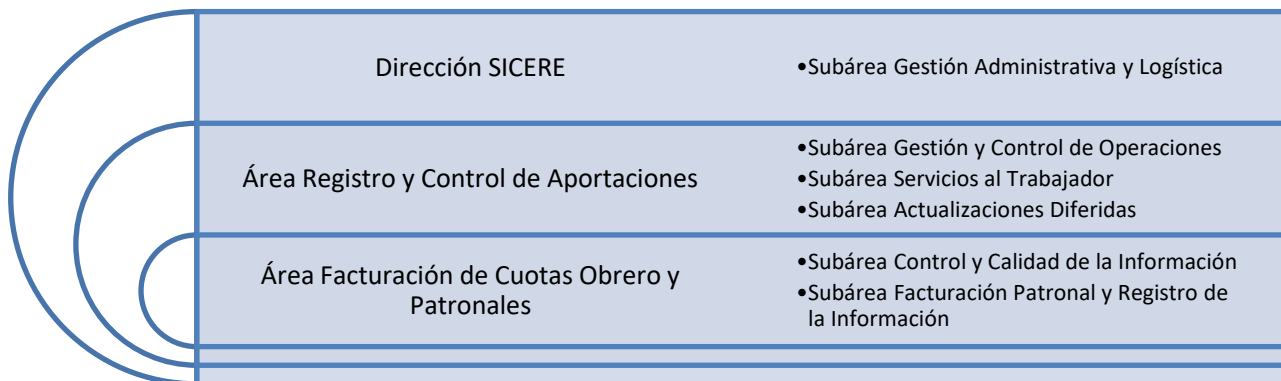 Dirección SICERE
•Subárea Gestión Administrativa y Logística
Área Registro y Control de Aportaciones
•Subárea Gestión y Control de Operaciones
•Subárea Servicios al Trabajador
•Subárea Actualizaciones Diferidas
Área Facturación de Cuotas Obrero y
Patronales
•Subárea Control y Calidad de la Información
•Subárea Facturación Patronal y Registro de
la Información